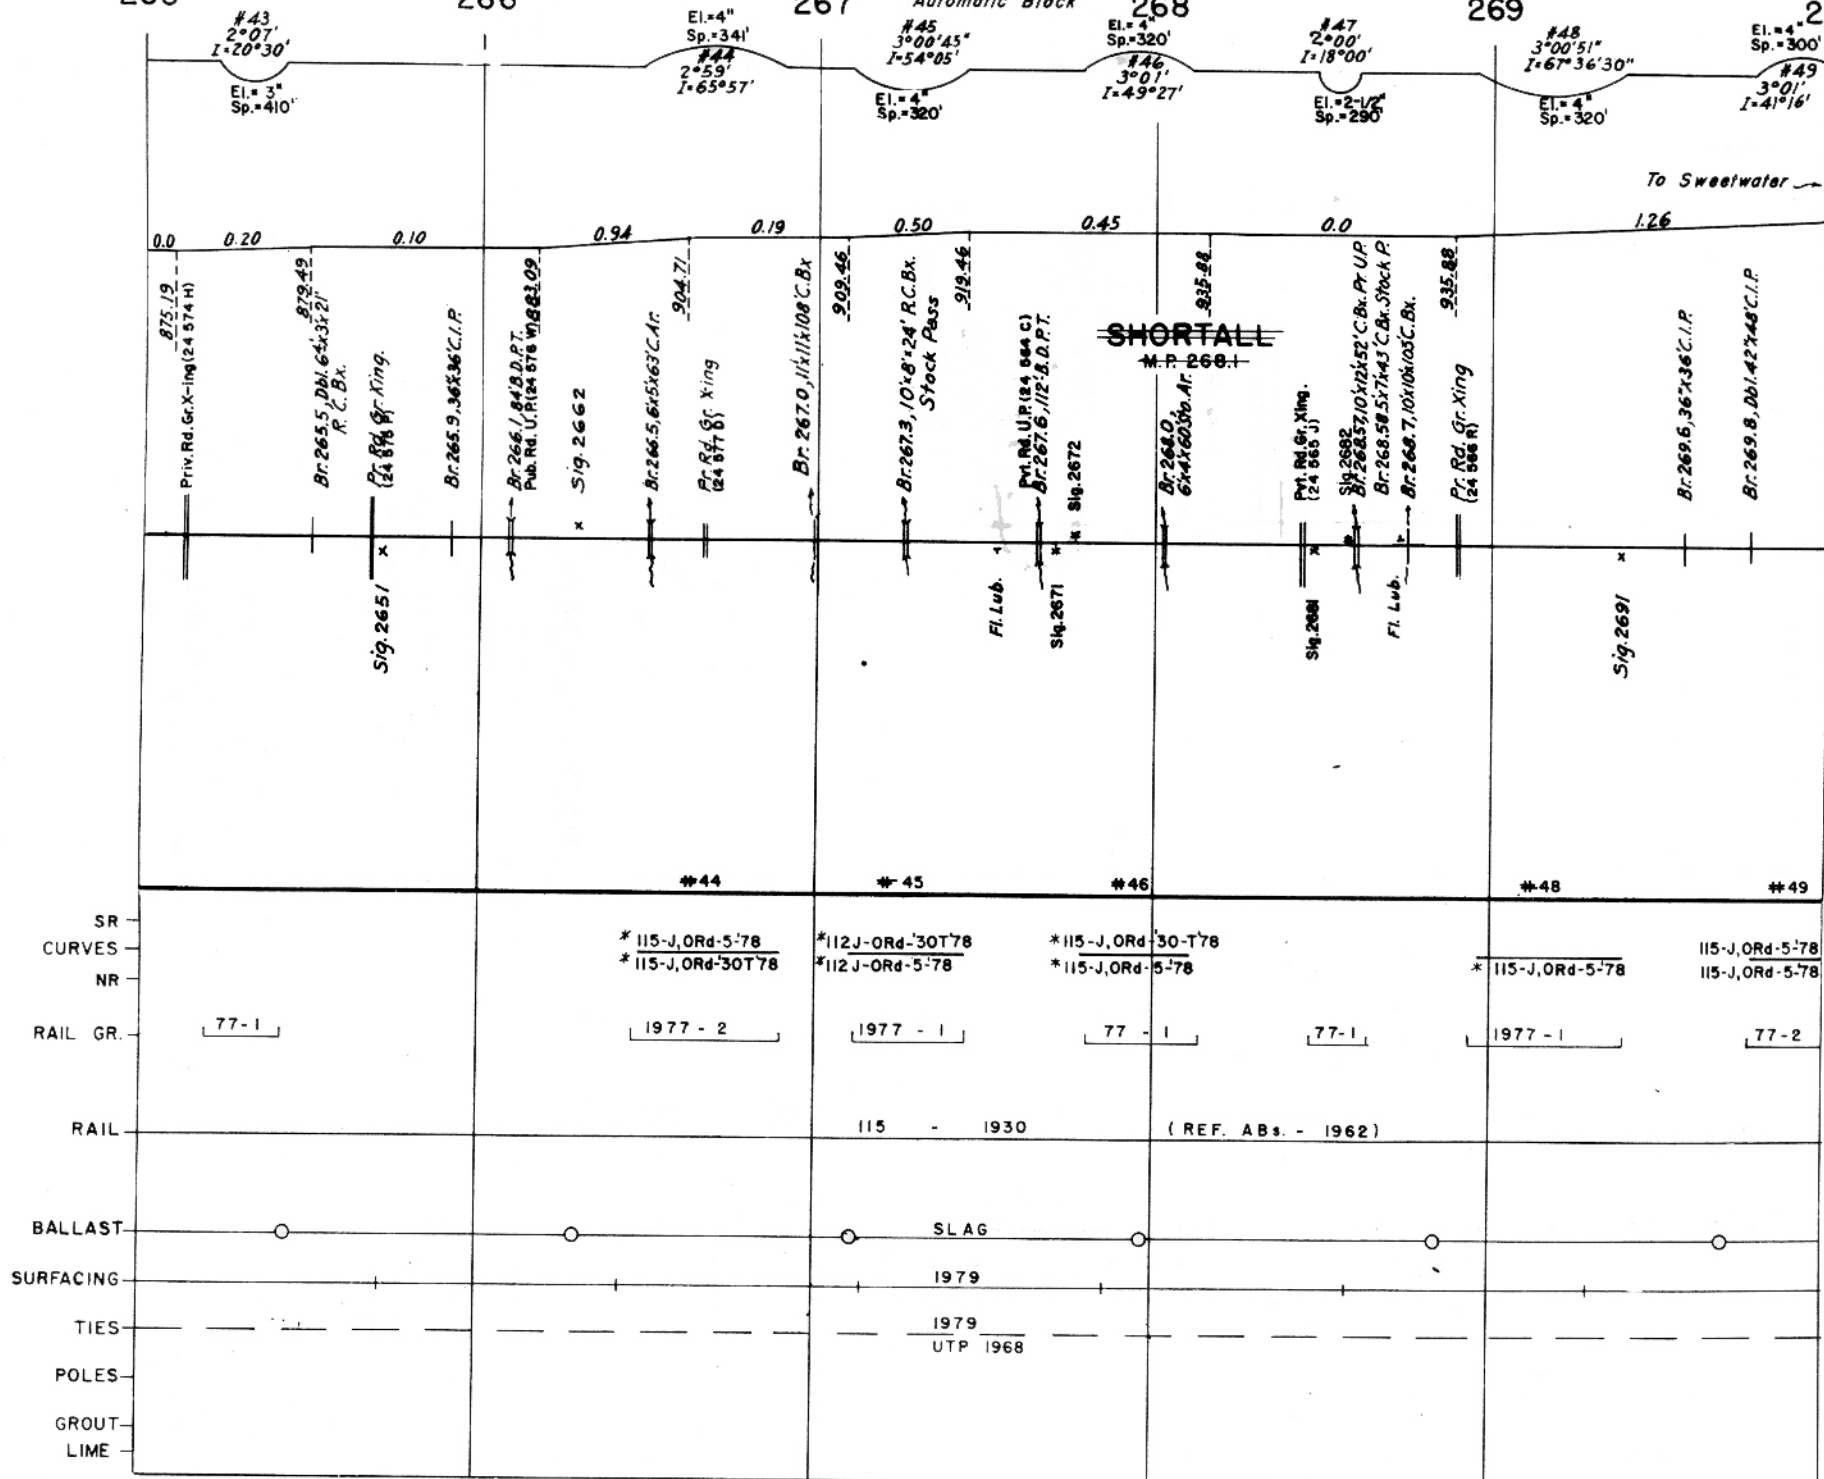 266
267
Automatic Block
268
269
#43
2°07'
I=20°30'
El.= 3"
Sp.=410'
El.=4"
Sp.=341'
#44
2°59'
I=65°57'
#45
3°00'45"
I=54°05'
El.=4"
Sp.=320'
El.=4"
Sp.=320'
#46
3°01'
I=49°27'
#47
2°00'
I=18°00'
El.=2-1/2"
Sp.=290'
#48
3°00'51"
I=67°36'30"
El.=4"
Sp.=320'
El.=4"
Sp.=300'
#49
3°01'
I=41°16'
To Sweetwater
0.0
0.20
0.10
0.94
0.19
0.50
0.45
0.0
1.26
875.19
Priv. Rd. Gr. X-ing (24 574 H)
879.49
Br. 265.5, Dbl. 6'x3'x21'
R. C. Bx.
Pr. Rd. Gr. Xing.
Br. 265.9, 36"x36' C.I.P.
Br. 266.1, 84' B.D.P.T.
Pub. Rd. U.P. (24 576 W)
883.09
Sig. 2662
Br. 266.5, 6'x5'x63' C. Ar.
904.71
Pr. Rd. Gr. X-ing
(24 577 D)
Br. 267.0, 11'x11'x108' C. Bx
909.46
Br. 267.3, 10'x8'x24' R.C. Bx.
Stock Pass
919.46
Pvt. Rd. U.P. (24 564 C)
Br. 267.6, 112' B.D.P.T.
Sig. 2672
SHORTALL
M.P. 268.1
Br. 268.0,
935.88
Pvt. Rd. Gr. Xing.
(24 565 J)
Sig. 2682
Br. 268.57, 10'x12'x52' C. Bx. Pr. U.P.
Br. 268.58, 5'x7'x43' C. Bx. Stock P.
Br. 268.7, 10'x10'x103' C. Bx.
935.88
Pr. Rd. Gr. Xing
(24 566 R)
Br. 269.6, 36"x36' C.I.P.
Br. 269.8, Dbl. 42"x48' C.I.P.
Sig. 2651
Fl. Lub.
Sig. 2671
Sig. 2681
Fl. Lub.
Sig. 2691
#44
#45
#46
#48
#49
SR
CURVES
NR
* 115-J, ORd-5-'78
* 115-J, ORd-'30T'78
*112J-ORd-'30T'78
*112J-ORd-5-'78
*115-J, ORd-'30-T'78
*115-J, ORd-5-'78
* 115-J, ORd-5-'78
115-J, ORd-5-'78
115-J, ORd-5-'78
RAIL GR.
77-1
1977 - 2
1977 - 1
77 - 1
77-1
1977-1
77-2
RAIL
115 - 1930
(REF. ABs. - 1962)
BALLAST
SLAG
SURFACING
1979
TIES
1979
UTP 1968
POLES
GROUT
LIME